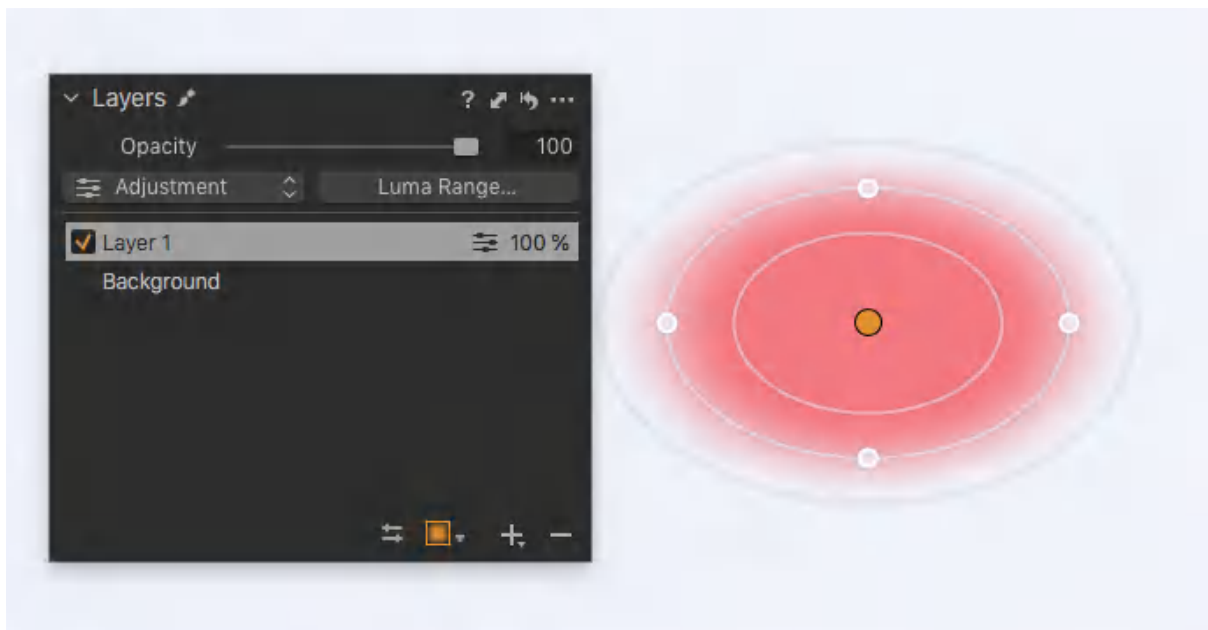 Layers ? ...
Opacity 100
Adjustment Luma Range...
Layer 1 100 %
Background